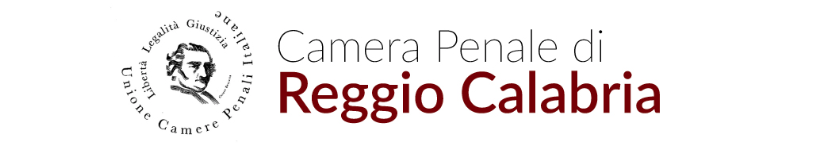 Libertà Legalità Giustizia
Unione Camere Penali Italiane
Camera Penale di
Reggio Calabria